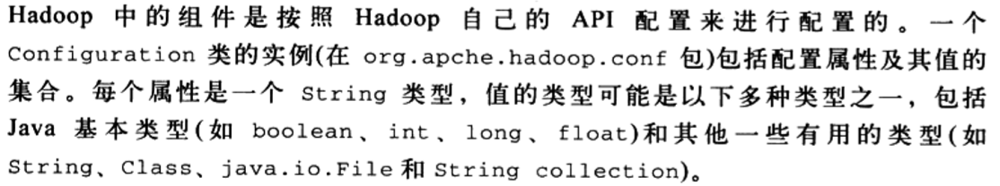 Hadoop 中的组件是按照 Hadoop 自己的 API 配置来进行配置的。一个
Configuration 类的实例(在 org.apche.hadoop.conf 包)包括配置属性及其值的
集合。每个属性是一个 String 类型，值的类型可能是以下多种类型之一，包括
Java 基本类型(如 boolean、int、long、float)和其他一些有用的类型(如
String、Class、java.io.File 和 String collection)。